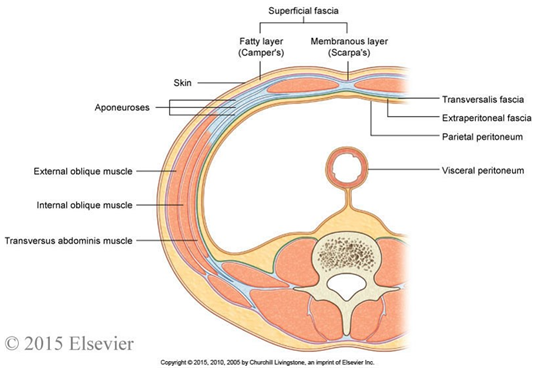 Superficial fascia
Fatty layer
(Camper's)
Membranous layer
(Scarpa's)
Skin
Aponeuroses
Transversalis fascia
Extraperitoneal fascia
Parietal peritoneum
Visceral peritoneum
External oblique muscle
Internal oblique muscle
Transversus abdominis muscle
© 2015 Elsevier
Copyright © 2015, 2010, 2005 by Churchill Livingstone, an imprint of Elsevier Inc.